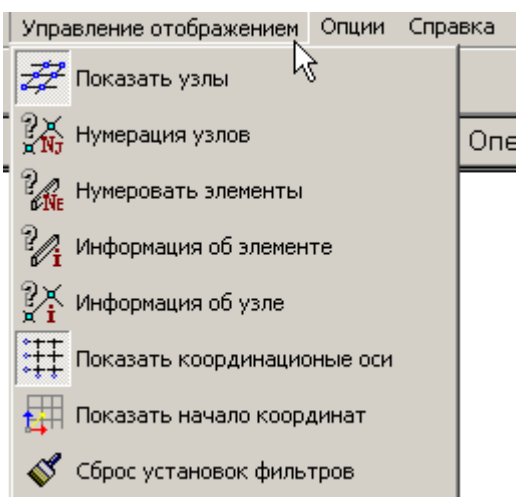 Управление отображением Опции Справка
Показать узлы
Нумерация узлов
Опе
Нумеровать элементы
Информация об элементе
Информация об узле
Показать координационые оси
Показать начало координат
Сброс установок фильтров